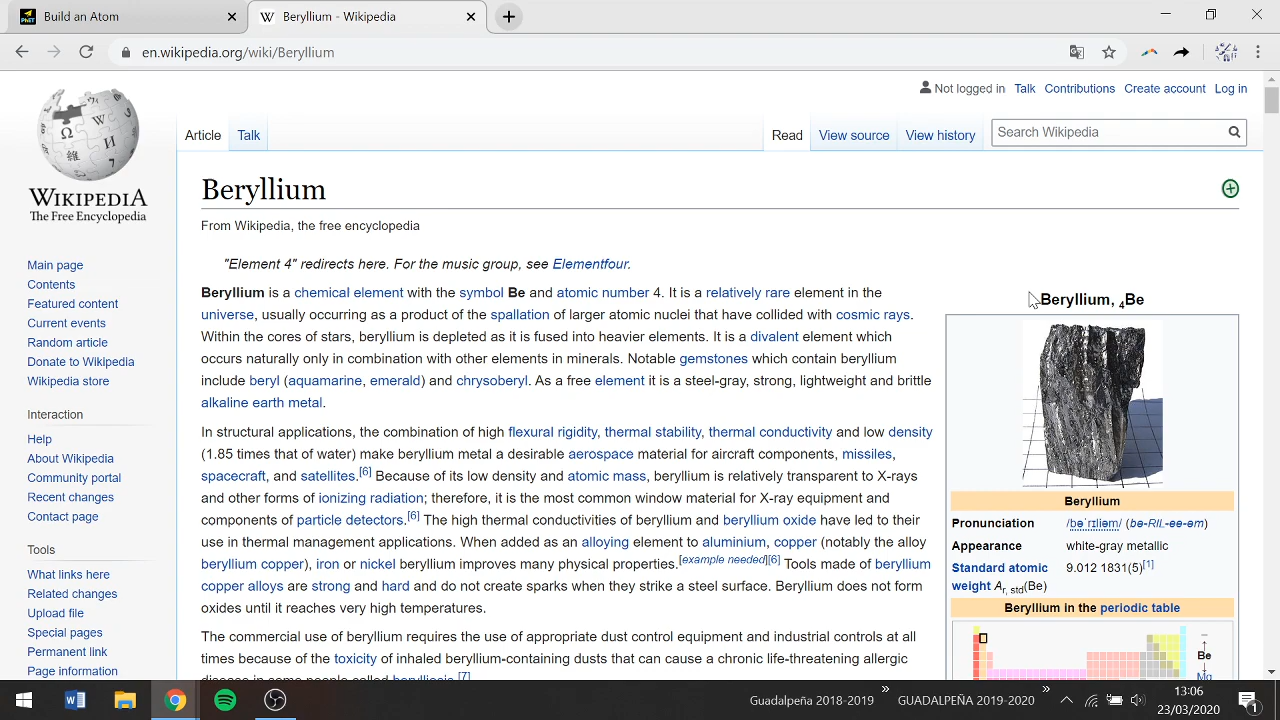 PhET
Build an Atom
Beryllium - Wikipedia
en.wikipedia.org/wiki/Beryllium
Not logged in Talk Contributions Create account Log in
Article Talk
Read View source View history
Search Wikipedia
WIKIPEDIA
The Free Encyclopedia
Main page
Contents
Featured content
Current events
Random article
Donate to Wikipedia
Wikipedia store
Interaction
Help
About Wikipedia
Community portal
Recent changes
Contact page
Tools
What links here
Related changes
Upload file
Special pages
Permanent link
Page information
Beryllium
From Wikipedia, the free encyclopedia
"Element 4" redirects here. For the music group, see Elementfour.
Beryllium is a chemical element with the symbol Be and atomic number 4. It is a relatively rare element in the
universe, usually occurring as a product of the spallation of larger atomic nuclei that have collided with cosmic rays.
Within the cores of stars, beryllium is depleted as it is fused into heavier elements. It is a divalent element which
occurs naturally only in combination with other elements in minerals. Notable gemstones which contain beryllium
include beryl (aquamarine, emerald) and chrysoberyl. As a free element it is a steel-gray, strong, lightweight and brittle
alkaline earth metal.
In structural applications, the combination of high flexural rigidity, thermal stability, thermal conductivity and low density
(1.85 times that of water) make beryllium metal a desirable aerospace material for aircraft components, missiles,
spacecraft, and satellites.[6] Because of its low density and atomic mass, beryllium is relatively transparent to X-rays
and other forms of ionizing radiation; therefore, it is the most common window material for X-ray equipment and
components of particle detectors.[6] The high thermal conductivities of beryllium and beryllium oxide have led to their
use in thermal management applications. When added as an alloying element to aluminium, copper (notably the alloy
beryllium copper), iron or nickel beryllium improves many physical properties.[example needed][6] Tools made of beryllium
copper alloys are strong and hard and do not create sparks when they strike a steel surface. Beryllium does not form
oxides until it reaches very high temperatures.
The commercial use of beryllium requires the use of appropriate dust control equipment and industrial controls at all
times because of the toxicity of inhaled beryllium-containing dusts that can cause a chronic life-threatening allergic
disease in some people called berylliosis.[7]
Beryllium, 4Be
Beryllium
Pronunciation /bəˈrɪliəm/ (bə-RIL-ee-əm)
Appearance white-gray metallic
Standard atomic 9.012 1831(5)[1]
weight Ar, std(Be)
Beryllium in the periodic table
–
Be
↓
Mg
Guadalpeña 2018-2019 » GUADALPEÑA 2019-2020 »
13:06
23/03/2020
1